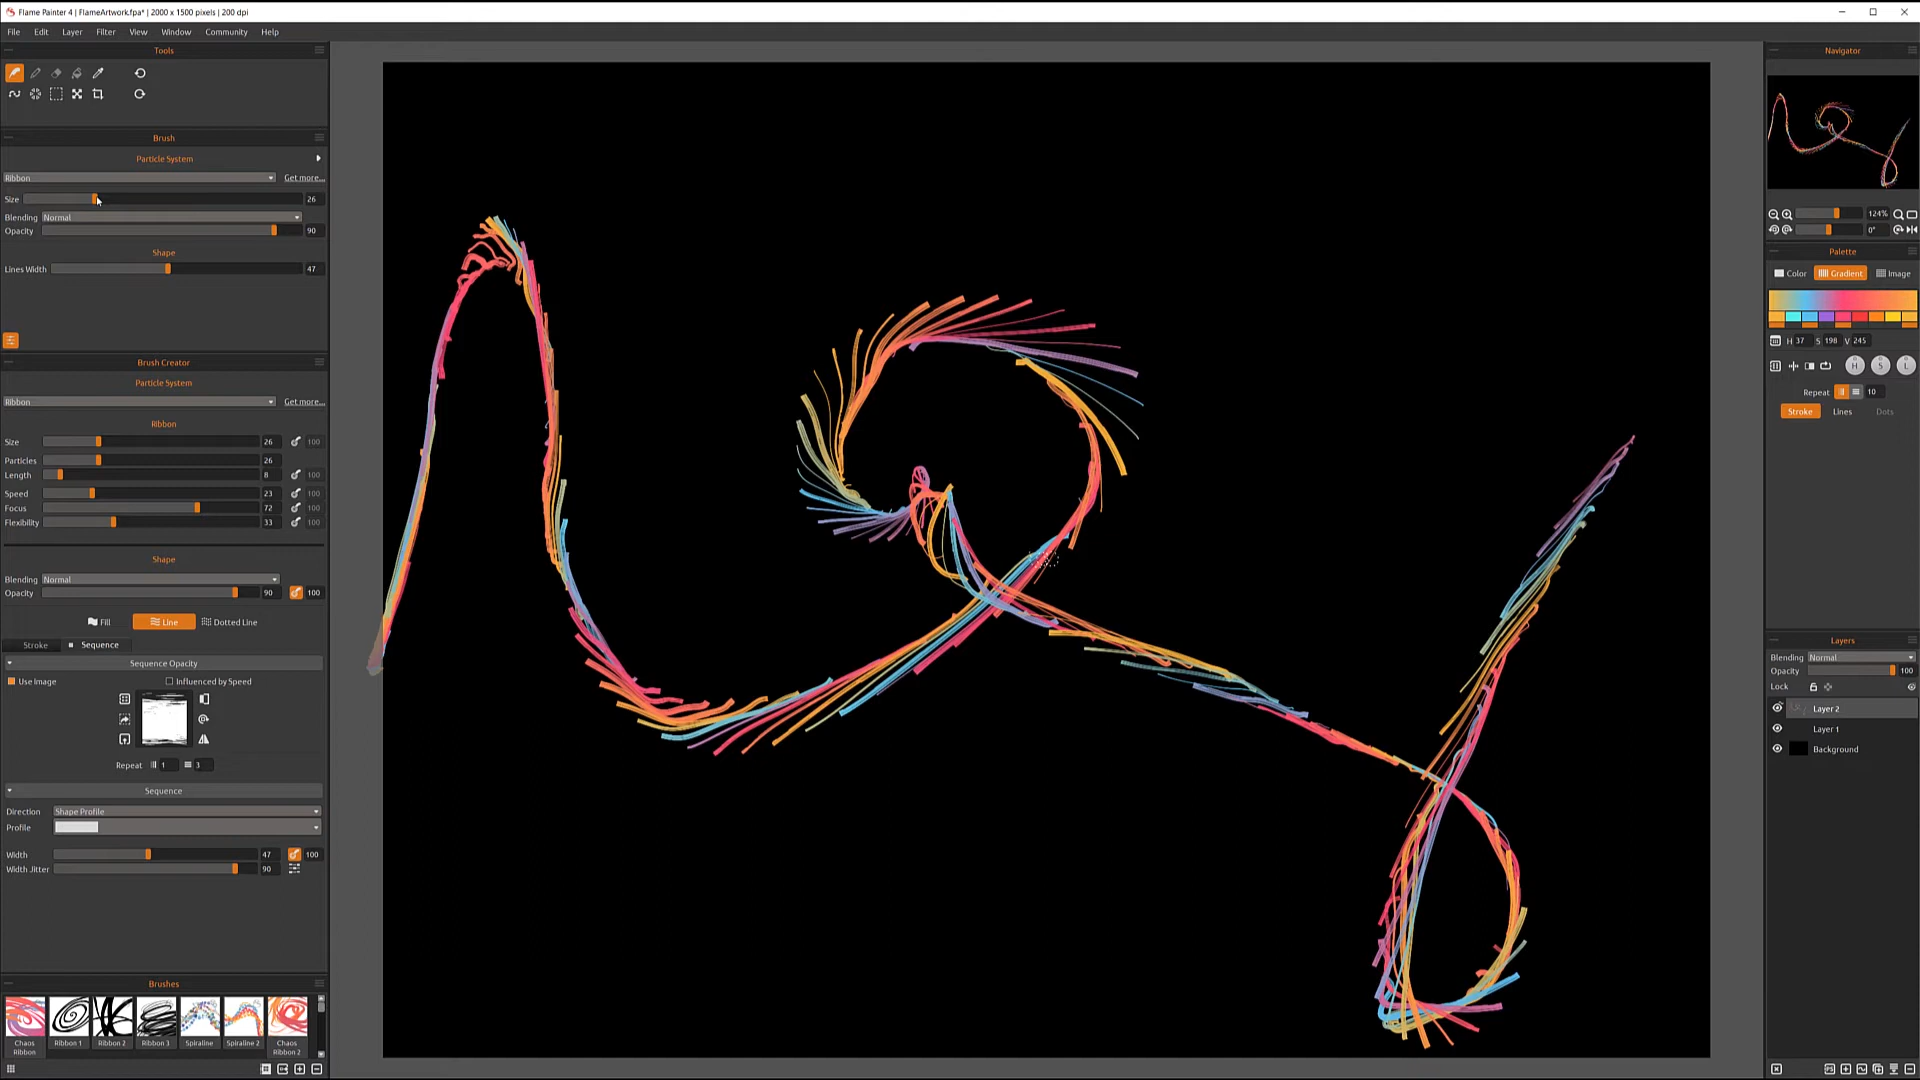 Flame Painter 4 | FlameArtwork.fpa* | 2000 x 1500 pixels | 200 dpi
File Edit Layer Filter View Window Community Help
Tools
Brush
Particle System
Ribbon Get more...
Size 26
Blending Normal
Opacity 90
Shape
Lines Width 47
Brush Creator
Particle System
Ribbon Get more...
Ribbon
Size 26 100
Particles 26
Length 8 100
Speed 23 100
Focus 72 100
Flexibility 33 100
Shape
Blending Normal
Opacity 90 100
Fill Line Dotted Line
Stroke Sequence
Sequence Opacity
Use Image Influenced by Speed
Repeat 1 3
Sequence
Direction Shape Profile
Profile
Width 47 100
Width Jitter 90
Brushes
Chaos Ribbon
Ribbon 1
Ribbon 2
Ribbon 3
Spiraline
Spiraline 2
Chaos Ribbon 2
Navigator
124%
0°
Palette
Color Gradient Image
H 37 S 198 V 245
H S L
Repeat 10
Stroke Lines Dots
Layers
Blending Normal
Opacity 100
Lock
Layer 2
Layer 1
Background